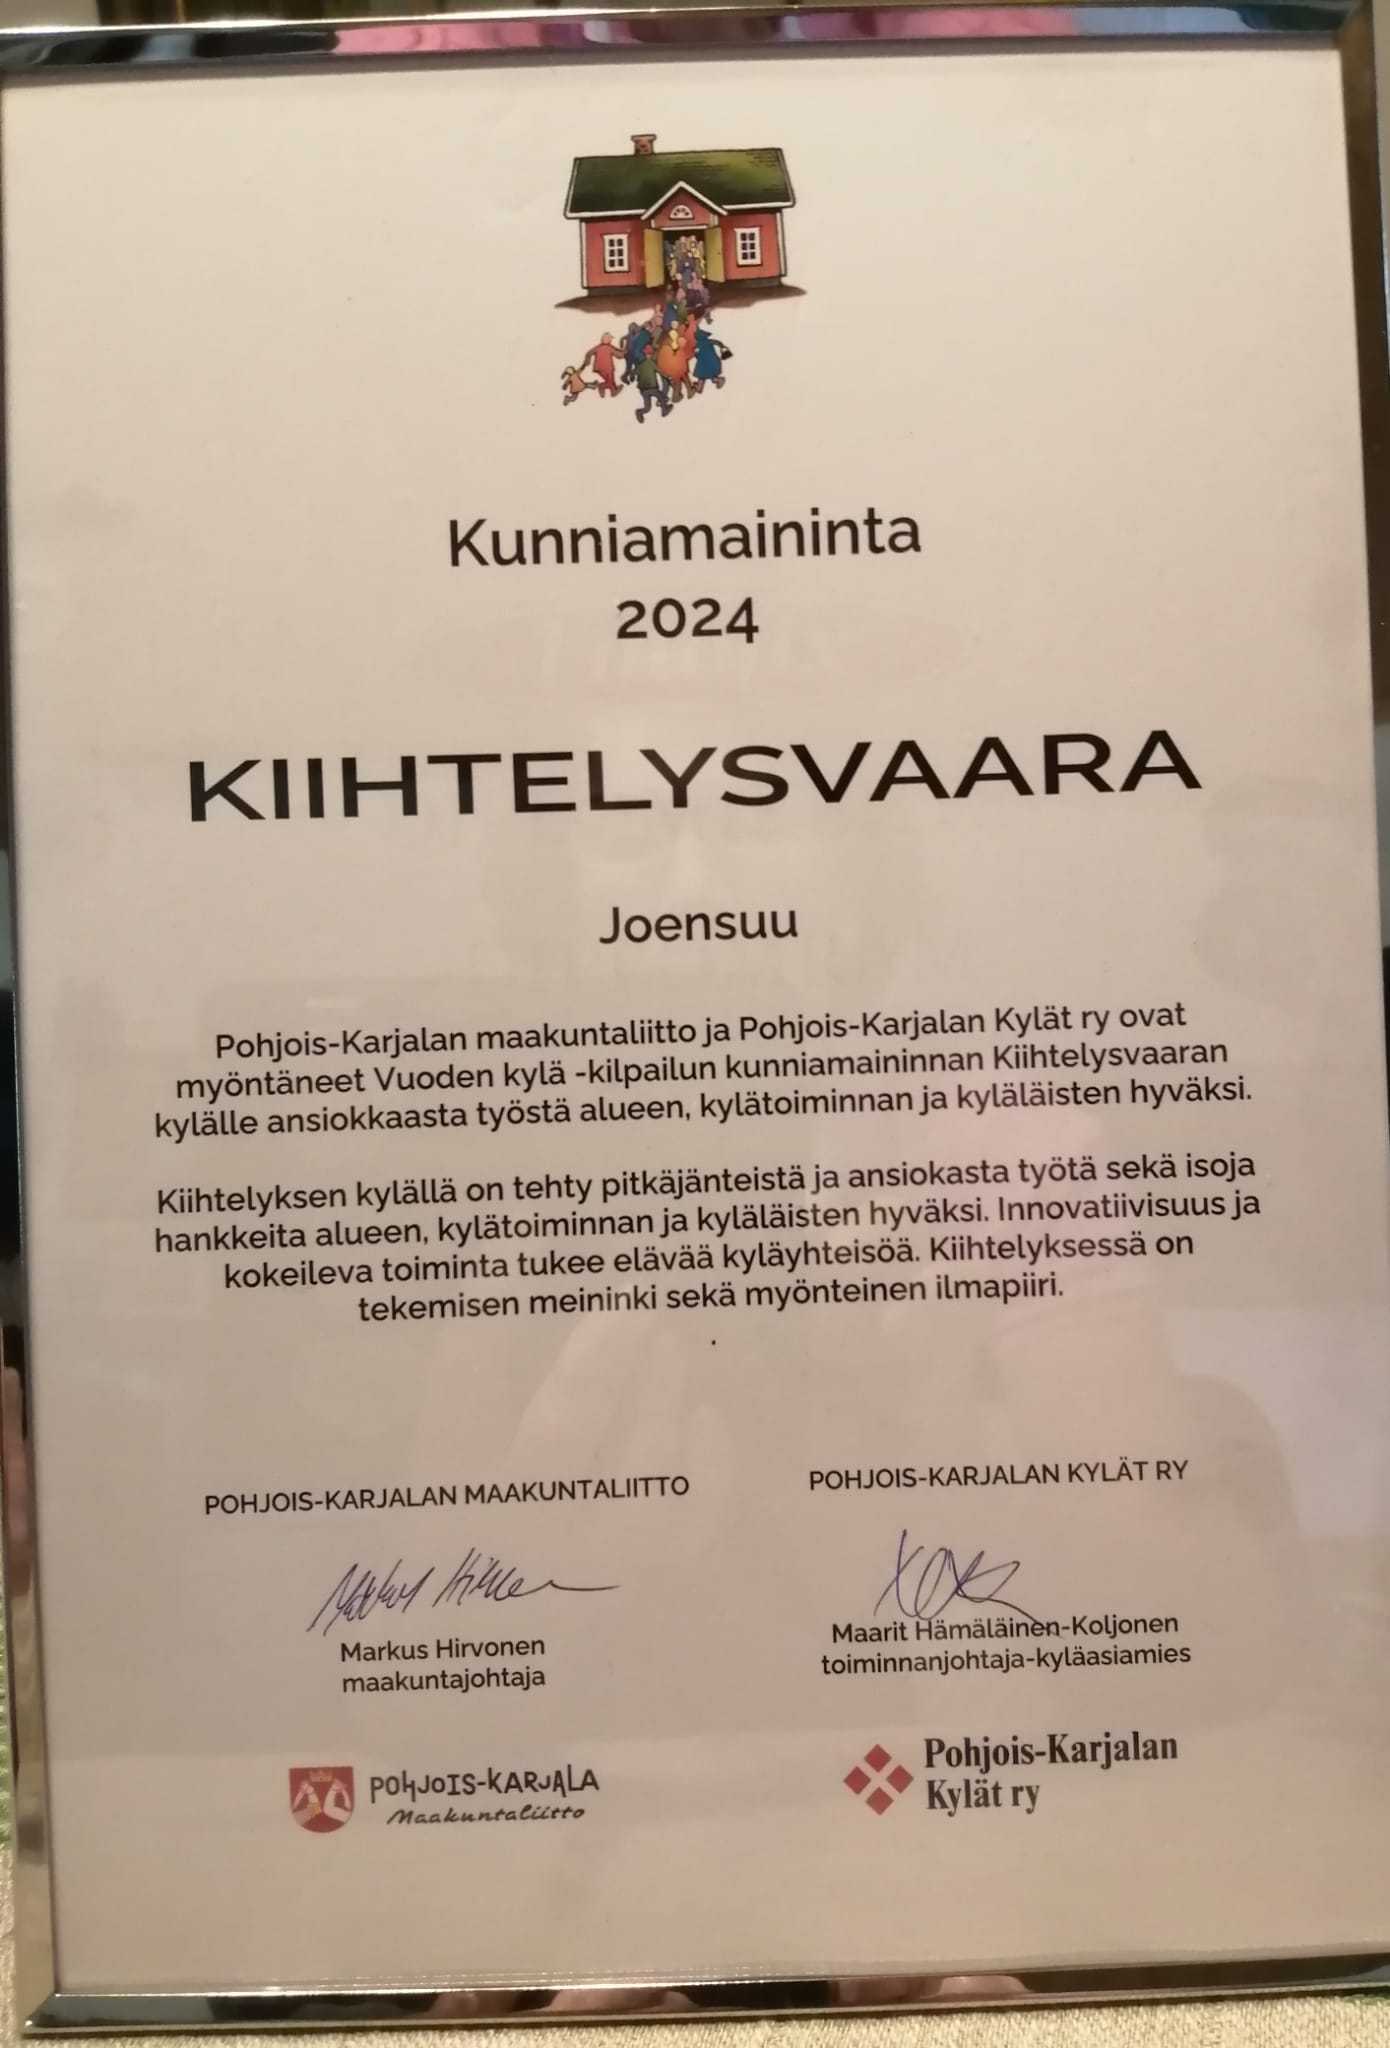 Kunniamaininta
2024
KIIHTELYSVAARA
Joensuu
Pohjois-Karjalan maakuntaliitto ja Pohjois-Karjalan Kylät ry ovat
myöntäneet Vuoden kylä -kilpailun kunniamaininnan Kiihtelysvaaran
kylälle ansiokkaasta työstä alueen, kylätoiminnan ja kyläläisten hyväksi.
Kiihtelyksen kylällä on tehty pitkäjänteistä ja ansiokasta työtä sekä isoja
hankkeita alueen, kylätoiminnan ja kyläläisten hyväksi. Innovatiivisuus ja
kokeileva toiminta tukee elävää kyläyhteisöä. Kiihtelyksessä on
tekemisen meininki sekä myönteinen ilmapiiri.
.
POHJOIS-KARJALAN MAAKUNTALIITTO
Markus Hirvonen
Markus Hirvonen
maakuntajohtaja
POHJOIS-KARJALA
Maakuntaliitto
POHJOIS-KARJALAN KYLÄT RY
Maarit Hämäläinen-Koljonen
toiminnanjohtaja-kyläasiamies
Pohjois-Karjalan
Kylät ry